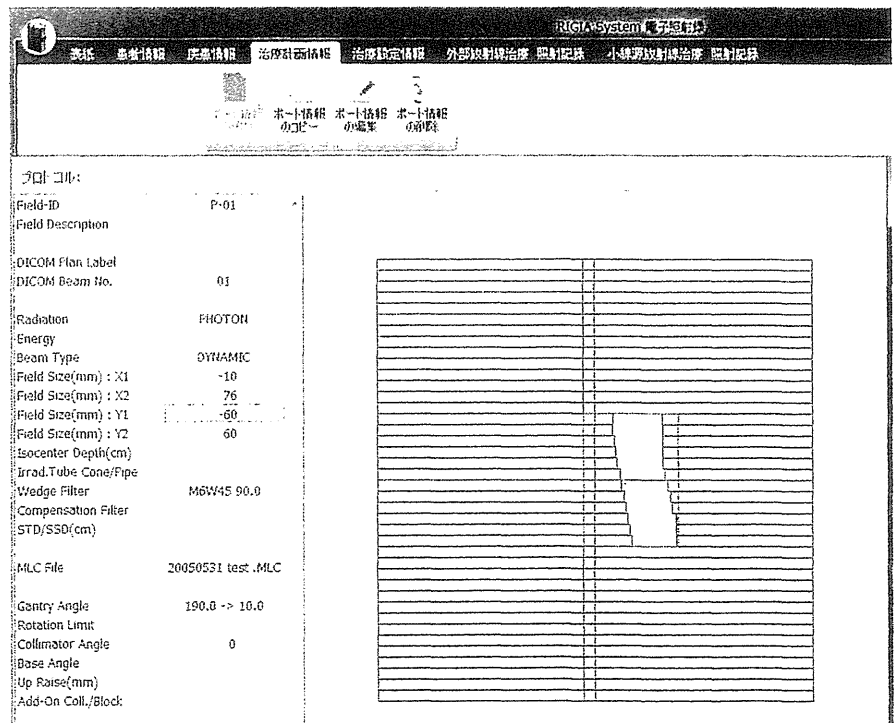 RIGIA System 電子照射録
表紙 患者情報 疾患情報 治療計画情報 治療設定情報 外部放射線治療 照射記録 小線源放射線治療 照射記録
ポート情報 ポート情報 ポート情報
のコピー の編集 の削除
プロトコル:
Field-ID P-01
Field Description
DICOM Plan Label
DICOM Beam No. 01
Radiation PHOTON
Energy
Beam Type DYNAMIC
Field Size(mm) : X1 -10
Field Size(mm) : X2 76
Field Size(mm) : Y1 -60
Field Size(mm) : Y2 60
Isocenter Depth(cm)
Irrad.Tube Cone/Pipe
Wedge Filter M6W45 90.0
Compensation Filter
STD/SSD(cm)
MLC File 20050531 test .MLC
Gantry Angle 190.0 -> 10.0
Rotation Limit
Collimator Angle 0
Base Angle
Up Raise(mm)
Add-On Coll./Block